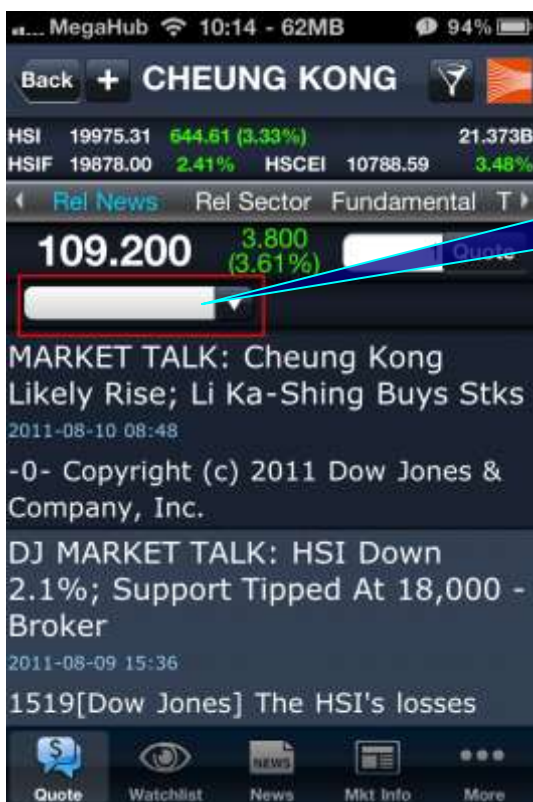 a... MegaHub 10:14 - 62MB 94%
Back + CHEUNG KONG
HSI 19975.31 644.61 (3.33%) 21.373B
HSIF 19878.00 2.41% HSCEI 10788.59 3.48%
Rel News Rel Sector Fundamental T
109.200 3.800 (3.61%) Quote
MARKET TALK: Cheung Kong
Likely Rise; Li Ka-Shing Buys Stks
2011-08-10 08:48
-0- Copyright (c) 2011 Dow Jones &
Company, Inc.
DJ MARKET TALK: HSI Down
2.1%; Support Tipped At 18,000 -
Broker
2011-08-09 15:36
1519[Dow Jones] The HSI's losses
S NEWS
Quote Watchlist News Mkt Info More